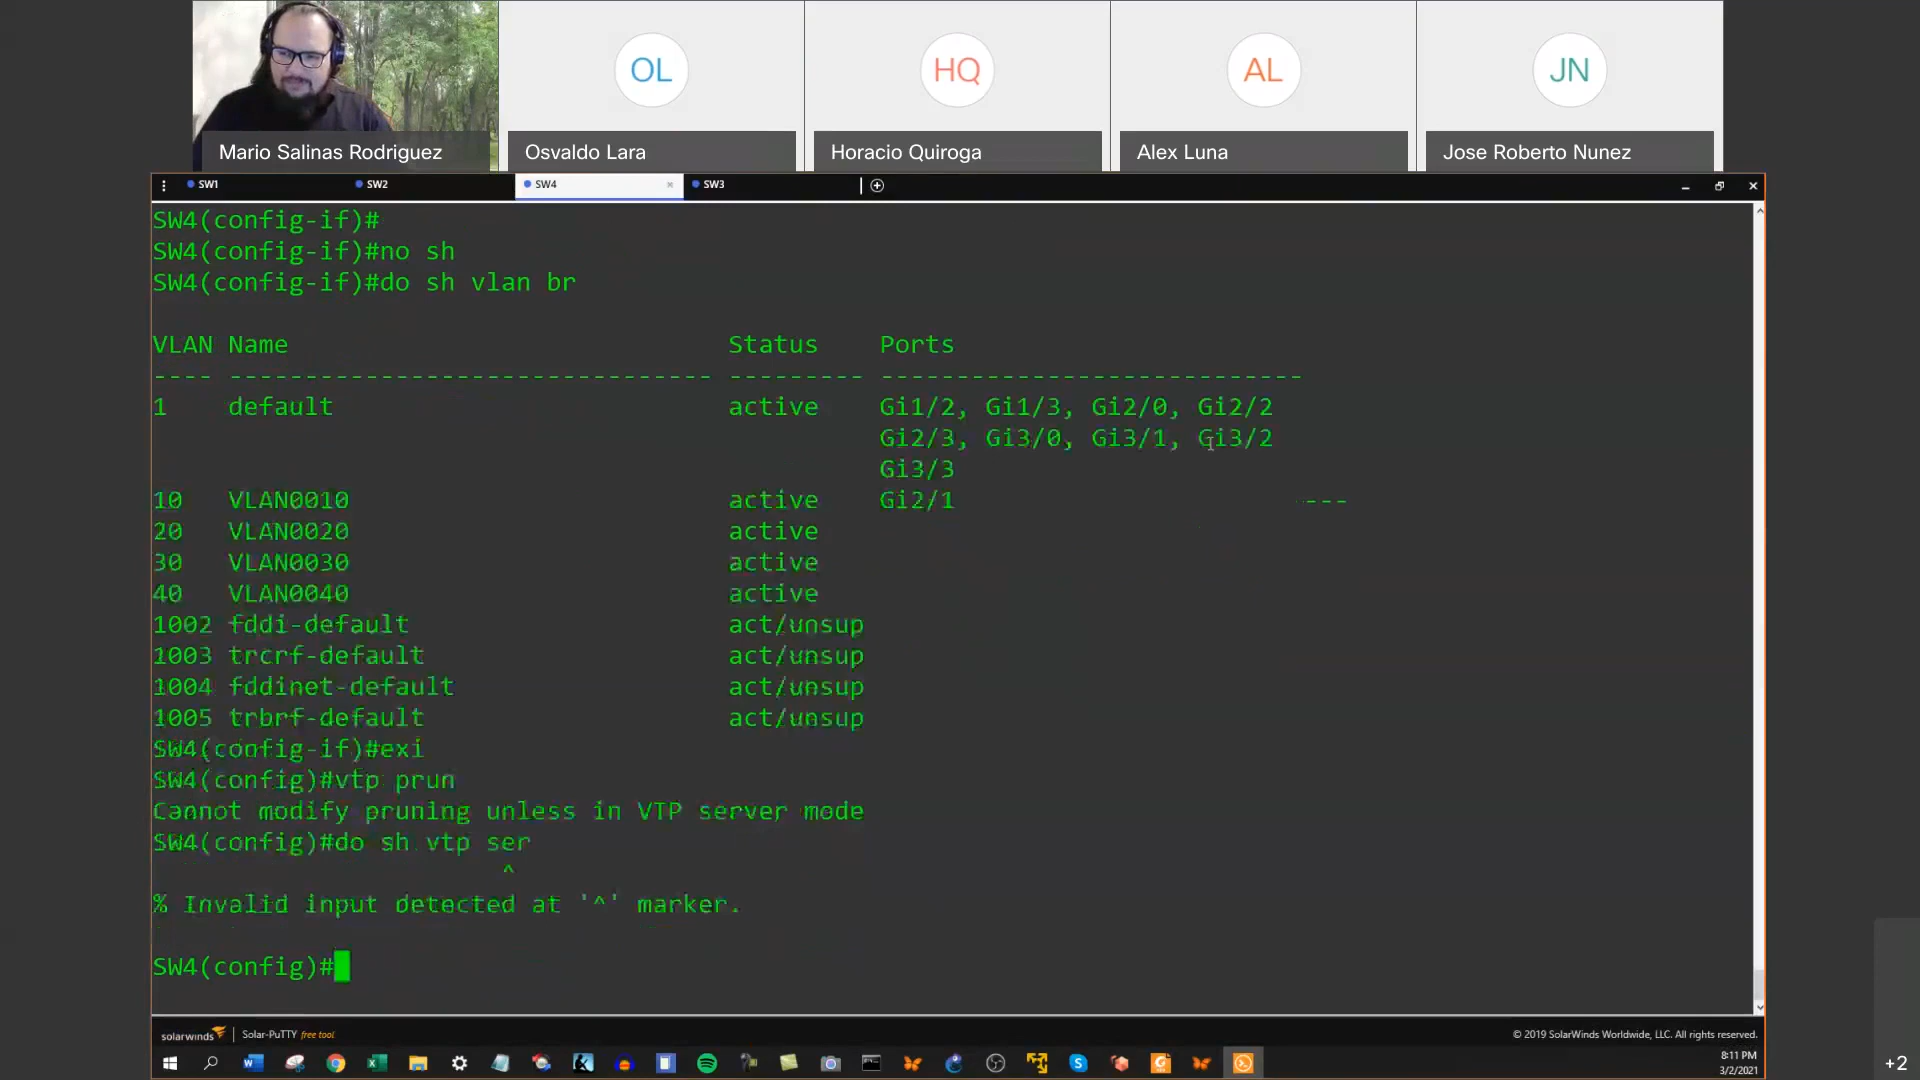 OL
HQ
AL
JN
Mario Salinas Rodriguez
Osvaldo Lara
Horacio Quiroga
Alex Luna
Jose Roberto Nunez
SW1
SW2
SW4
SW3
SW4(config-if)#
SW4(config-if)#no sh
SW4(config-if)#do sh vlan br
VLAN Name Status Ports
---- -------------------------------- --------- ----------------------------
1 default active Gi1/2, Gi1/3, Gi2/0, Gi2/2
Gi2/3, Gi3/0, Gi3/1, Gi3/2
Gi3/3
10 VLAN0010 active Gi2/1 ---
20 VLAN0020 active
30 VLAN0030 active
40 VLAN0040 active
1002 fddi-default act/unsup
1003 trcrf-default act/unsup
1004 fddinet-default act/unsup
1005 trbrf-default act/unsup
SW4(config-if)#exi
SW4(config)#vtp prun
Cannot modify pruning unless in VTP server mode
SW4(config)#do sh vtp ser
^
% Invalid input detected at '^' marker.
SW4(config)#
solarwinds Solar-PuTTY free tool
© 2019 SolarWinds Worldwide, LLC. All rights reserved.
8:11 PM
3/2/2021
+2